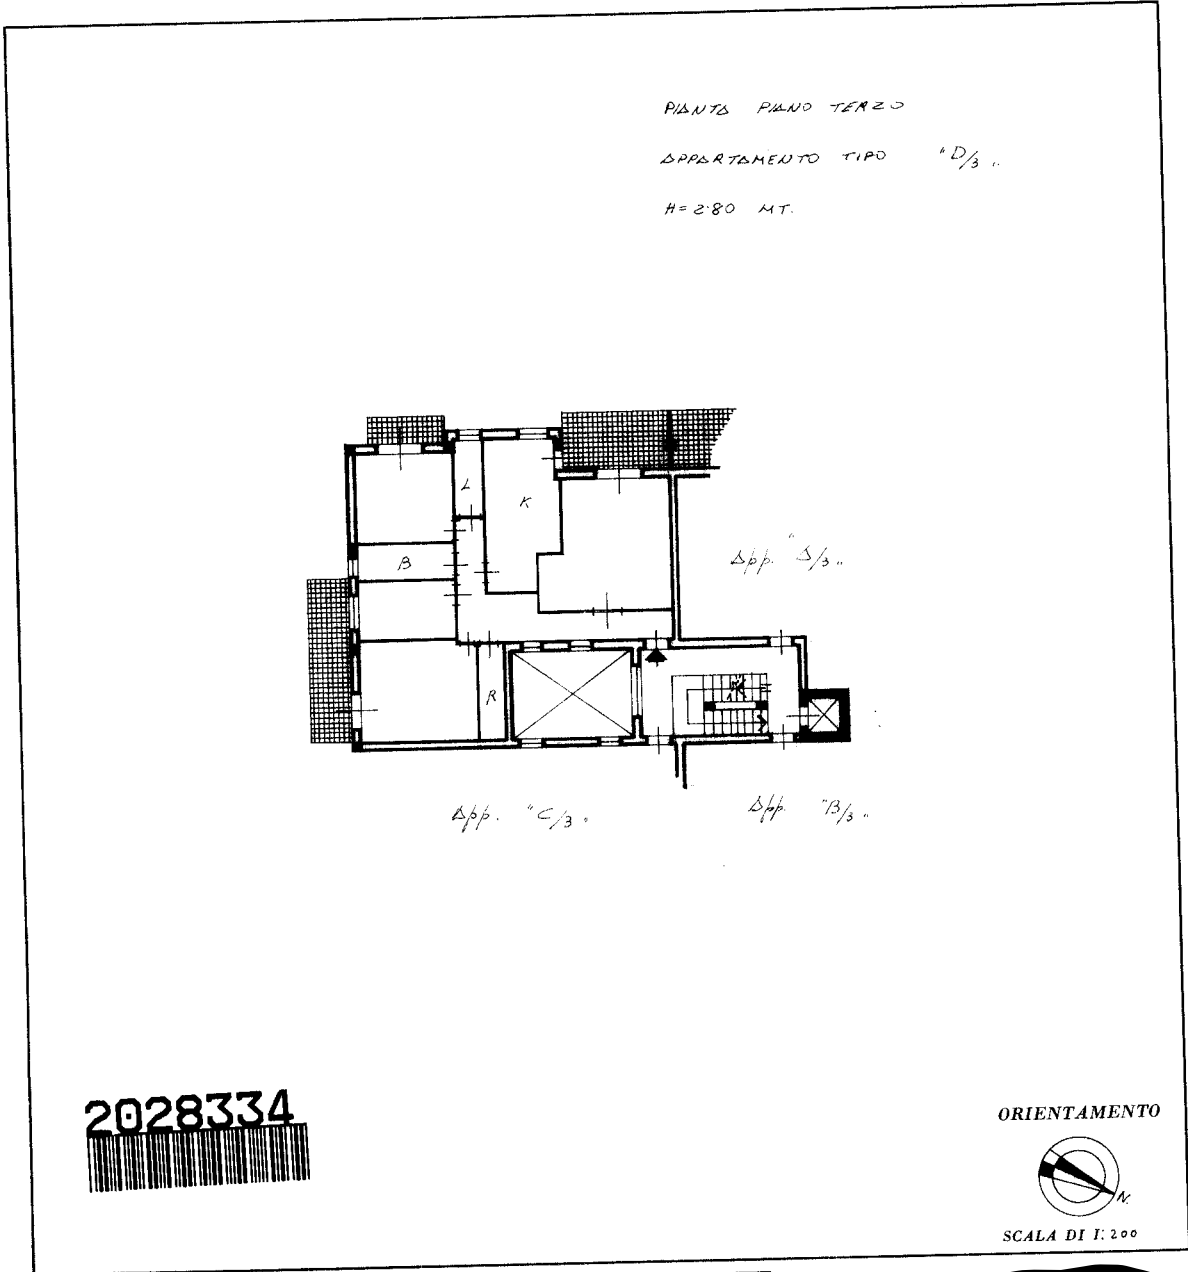 PIANTA PIANO TERZO
APPARTAMENTO TIPO "D/3"
H= 2.80 MT.
L
K
B
App. "A/3"
R
App. "C/3"
App. "B/3"
2028334
ORIENTAMENTO
N.
SCALA DI 1:200